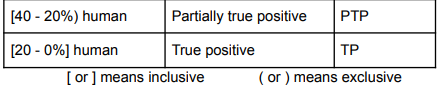 [40 - 20%) human Partially true positive PTP
[20 - 0%] human True positive TP
[ or ] means inclusive ( or ) means exclusive